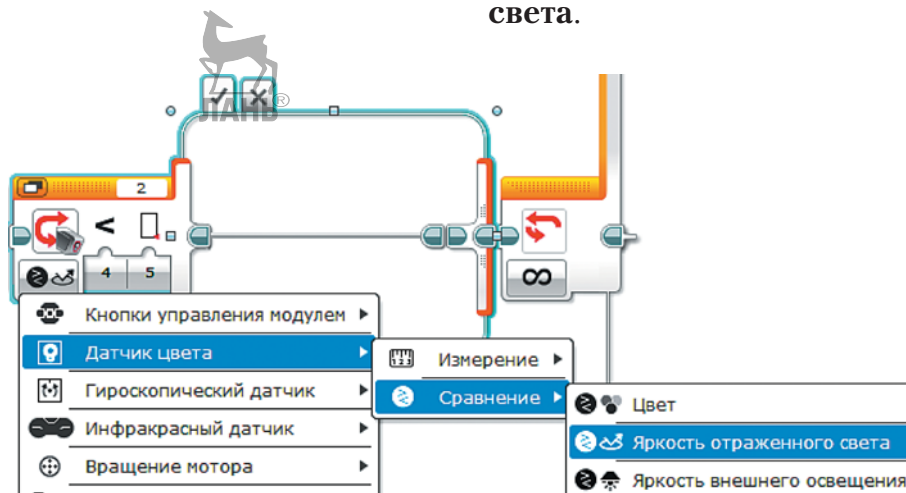 света.
ЛАНЬ®
2
<
4 5
∞
Кнопки управления модулем
Датчик цвета
Гироскопический датчик
Инфракрасный датчик
Вращение мотора
Измерение
Сравнение
Цвет
Яркость отраженного света
Яркость внешнего освещения